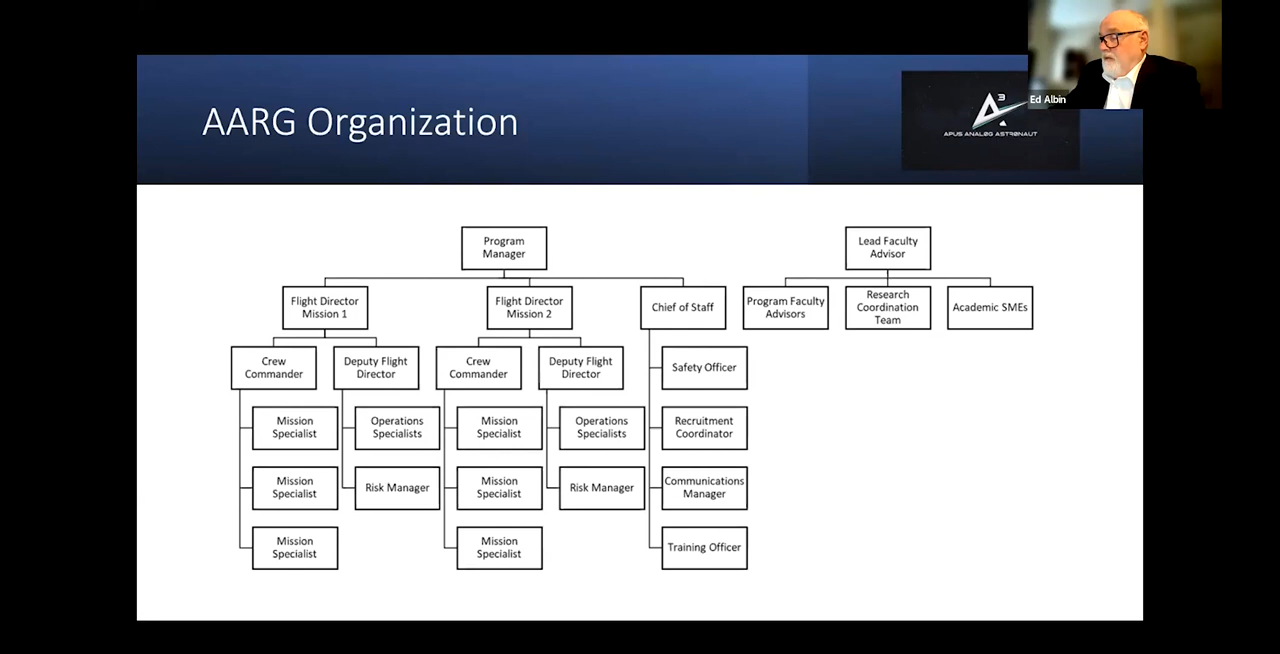 Ed Albin
AARG Organization
3
APUS ANALOG ASTRONAUT
Program
Manager
Lead Faculty
Advisor
Flight Director
Mission 1
Flight Director
Mission 2
Chief of Staff
Program Faculty
Advisors
Research
Coordination
Team
Academic SMEs
Crew
Commander
Deputy Flight
Director
Crew
Commander
Deputy Flight
Director
Safety Officer
Mission
Specialist
Operations
Specialists
Mission
Specialist
Operations
Specialists
Recruitment
Coordinator
Mission
Specialist
Risk Manager
Mission
Specialist
Risk Manager
Communications
Manager
Mission
Specialist
Mission
Specialist
Training Officer